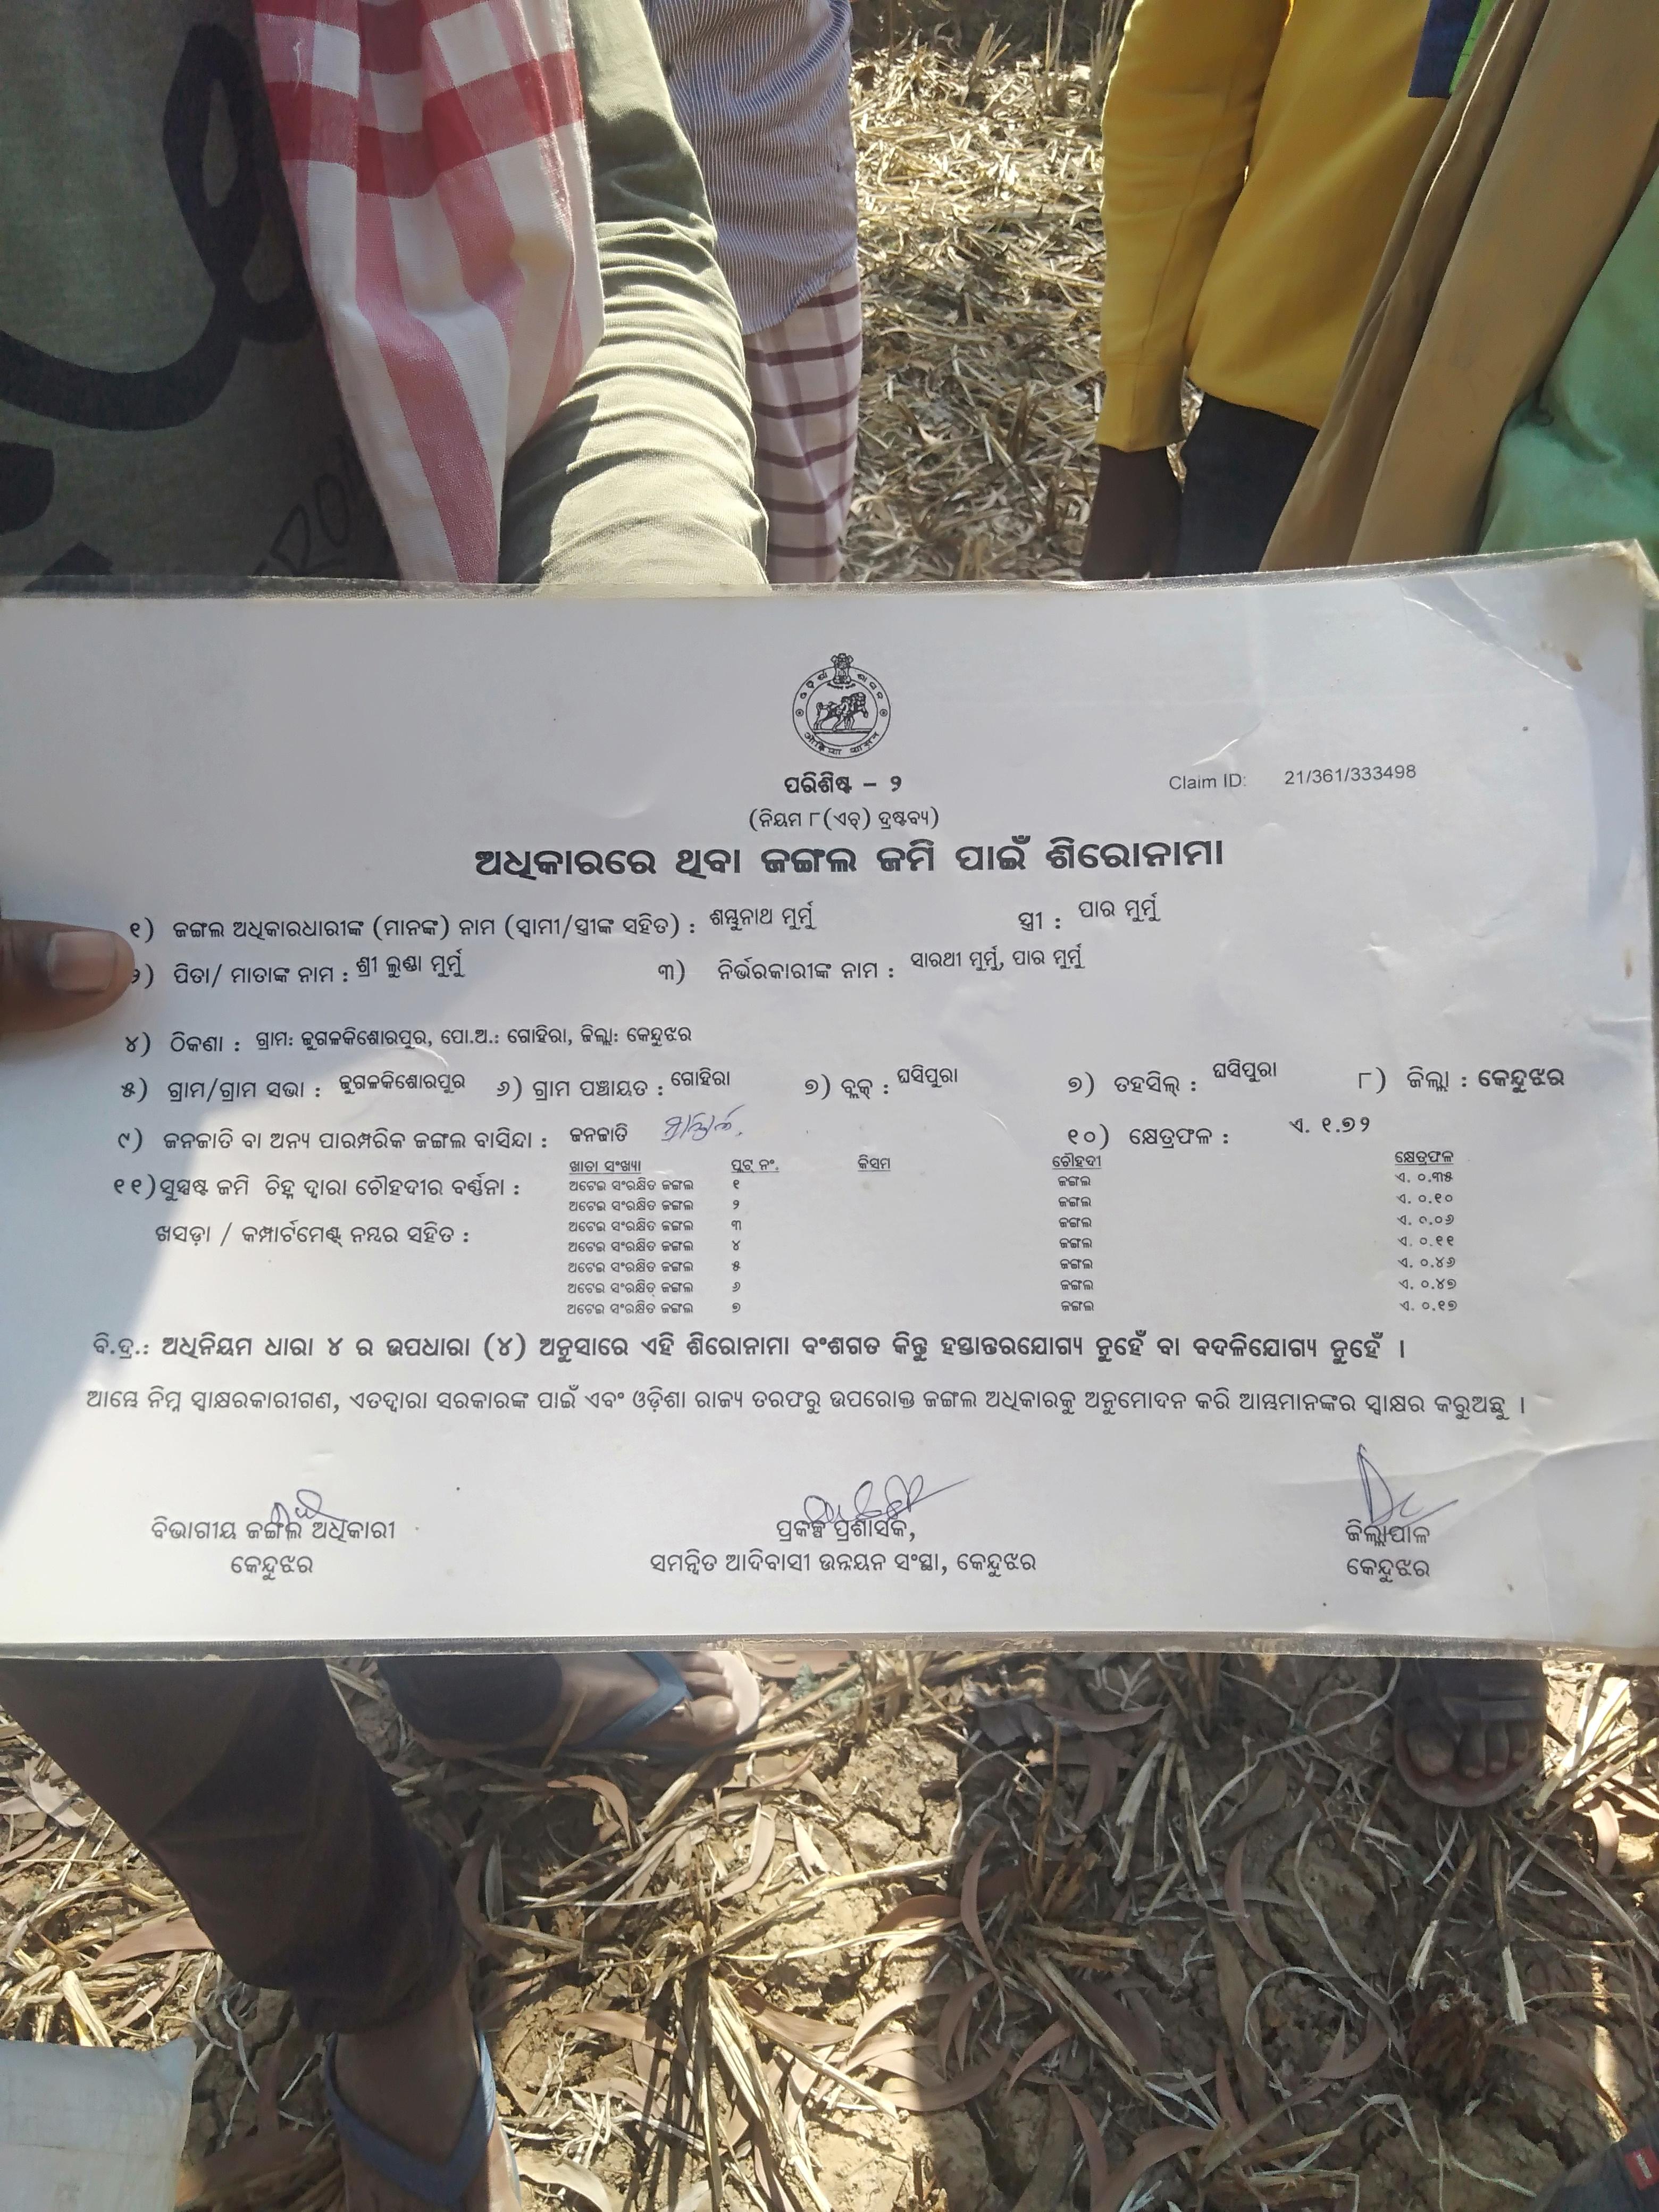 ପରିଶିଷ୍ଟ – ୨
Claim ID: 21/361/333498
(ନିୟମ ୮(ଏଚ୍) ଦ୍ରଷ୍ଟବ୍ୟ)
ଅଧିକାରରେ ଥିବା ଜଙ୍ଗଲ ଜମି ପାଇଁ ଶିରୋନାମା
୧) ଜଙ୍ଗଲ ଅଧିକାରଧାରୀଙ୍କ (ମାନଙ୍କ) ନାମ (ସ୍ୱାମୀ/ସ୍ତ୍ରୀଙ୍କ ସହିତ) : ଶମ୍ଭୁନାଥ ମୁର୍ମୁ ସ୍ତ୍ରୀ : ପାର ମୁର୍ମୁ
୨) ପିତା/ ମାତାଙ୍କ ନାମ : ଶ୍ରୀ ଲୁଣ୍ଡା ମୁର୍ମୁ ୩) ନିର୍ଭରକାରୀଙ୍କ ନାମ : ସାରଥୀ ମୁର୍ମୁ, ପାର ମୁର୍ମୁ
୪) ଠିକଣା : ଗ୍ରାମ: ଜୁଗଳକିଶୋରପୁର, ପୋ.ଅ.: ଗୋହିରା, ଜିଲ୍ଲା: କେନ୍ଦୁଝର
୫) ଗ୍ରାମ/ଗ୍ରାମ ସଭା : ଜୁଗଳକିଶୋରପୁର ୬) ଗ୍ରାମ ପଞ୍ଚାୟତ : ଗୋହିରା ୭) ବ୍ଲକ୍ : ଘସିପୁରା ୭) ତହସିଲ୍ : ଘସିପୁରା ୮) ଜିଲ୍ଲା : କେନ୍ଦୁଝର
୯) ଜନଜାତି ବା ଅନ୍ୟ ପାରମ୍ପରିକ ଜଙ୍ଗଲ ବାସିନ୍ଦା : ଜନଜାତି ୧୦) କ୍ଷେତ୍ରଫଳ : ଏ. ୧.୭୨
ଖାତା ସଂଖ୍ୟା ପ୍ଲଟ୍ ନଂ. କିସମ ଚୌହଦୀ କ୍ଷେତ୍ରଫଳ
୧୧)ସୁସ୍ପଷ୍ଟ ଜମି ଚିହ୍ନ ଦ୍ୱାରା ଚୌହଦୀର ବର୍ଣ୍ଣନା :
ଖସଡ଼ା / କମ୍ପାର୍ଟମେଣ୍ଟ୍ ନମ୍ବର ସହିତ :
ଅଟେଇ ସଂରକ୍ଷିତ ଜଙ୍ଗଲ ୧ ଜଙ୍ଗଲ ଏ. ୦.୩୫
ଅଟେଇ ସଂରକ୍ଷିତ ଜଙ୍ଗଲ ୨ ଜଙ୍ଗଲ ଏ. ୦.୧୦
ଅଟେଇ ସଂରକ୍ଷିତ ଜଙ୍ଗଲ ୩ ଜଙ୍ଗଲ ଏ. ୦.୦୬
ଅଟେଇ ସଂରକ୍ଷିତ ଜଙ୍ଗଲ ୪ ଜଙ୍ଗଲ ଏ. ୦.୧୧
ଅଟେଇ ସଂରକ୍ଷିତ ଜଙ୍ଗଲ ୫ ଜଙ୍ଗଲ ଏ. ୦.୪୬
ଅଟେଇ ସଂରକ୍ଷିତ ଜଙ୍ଗଲ ୬ ଜଙ୍ଗଲ ଏ. ୦.୪୭
ଅଟେଇ ସଂରକ୍ଷିତ ଜଙ୍ଗଲ ୭ ଜଙ୍ଗଲ ଏ. ୦.୧୭
ବି.ଦ୍ର.: ଅଧିନିୟମ ଧାରା ୪ ର ଉପଧାରା (୪) ଅନୁସାରେ ଏହି ଶିରୋନାମା ବଂଶଗତ କିନ୍ତୁ ହସ୍ତାନ୍ତରଯୋଗ୍ୟ ନୁହେଁ ବା ବଦଳିଯୋଗ୍ୟ ନୁହେଁ ।
ଆମ୍ଭେ ନିମ୍ନ ସ୍ୱାକ୍ଷରକାରୀଗଣ, ଏତଦ୍ୱାରା ସରକାରଙ୍କ ପାଇଁ ଏବଂ ଓଡ଼ିଶା ରାଜ୍ୟ ତରଫରୁ ଉପରୋକ୍ତ ଜଙ୍ଗଲ ଅଧିକାରକୁ ଅନୁମୋଦନ କରି ଆମ୍ଭମାନଙ୍କର ସ୍ୱାକ୍ଷର କରୁଅଛୁ ।
ବିଭାଗୀୟ ଜଙ୍ଗଲ ଅଧିକାରୀ ପ୍ରକଳ୍ପ ପ୍ରଶାସକ, ଜିଲ୍ଲାପାଳ
କେନ୍ଦୁଝର ସମନ୍ୱିତ ଆଦିବାସୀ ଉନ୍ନୟନ ସଂସ୍ଥା, କେନ୍ଦୁଝର କେନ୍ଦୁଝର